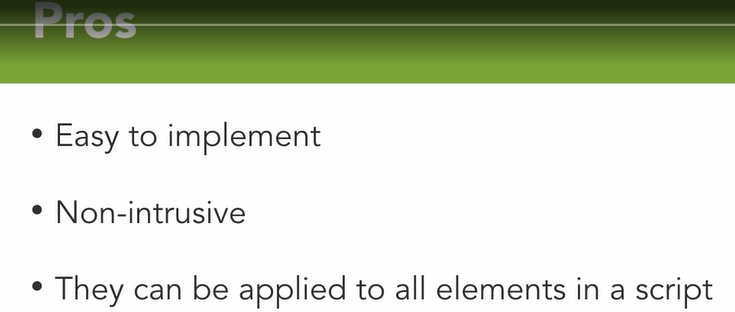 Pros
• Easy to implement
• Non-intrusive
• They can be applied to all elements in a script